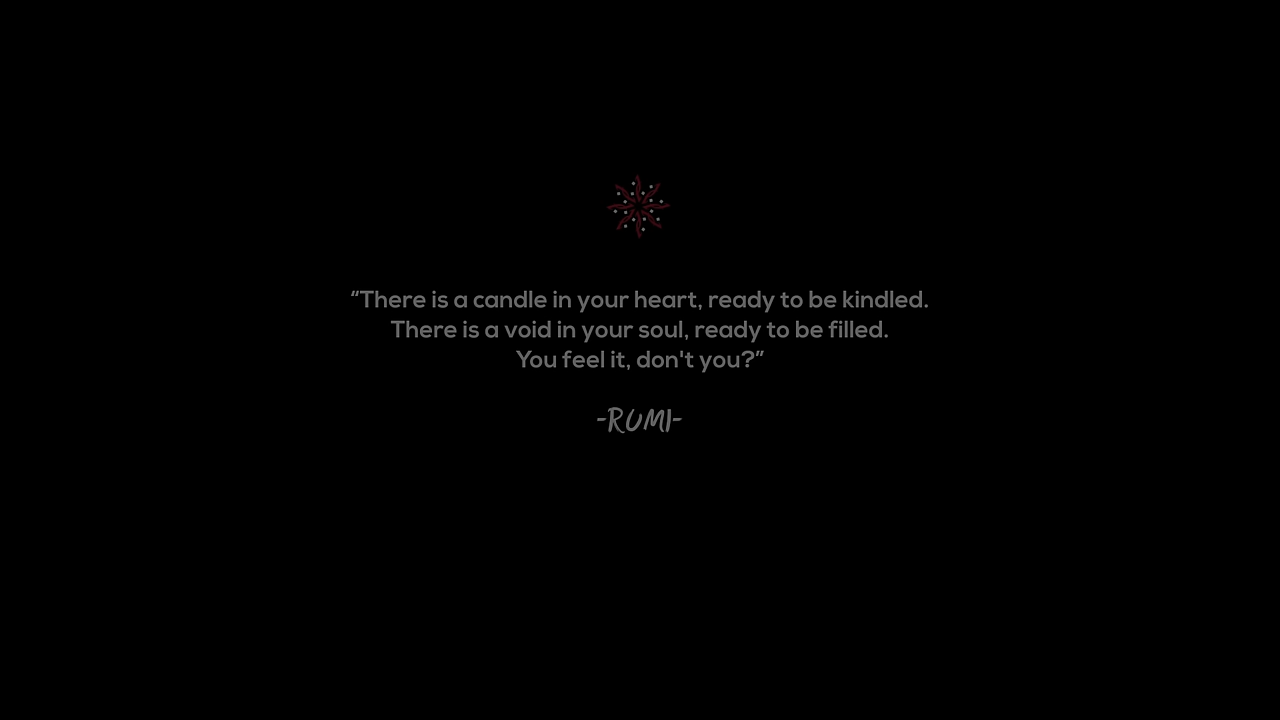 “There is a candle in your heart, ready to be kindled.
There is a void in your soul, ready to be filled.
You feel it, don't you?”
-RUMI-